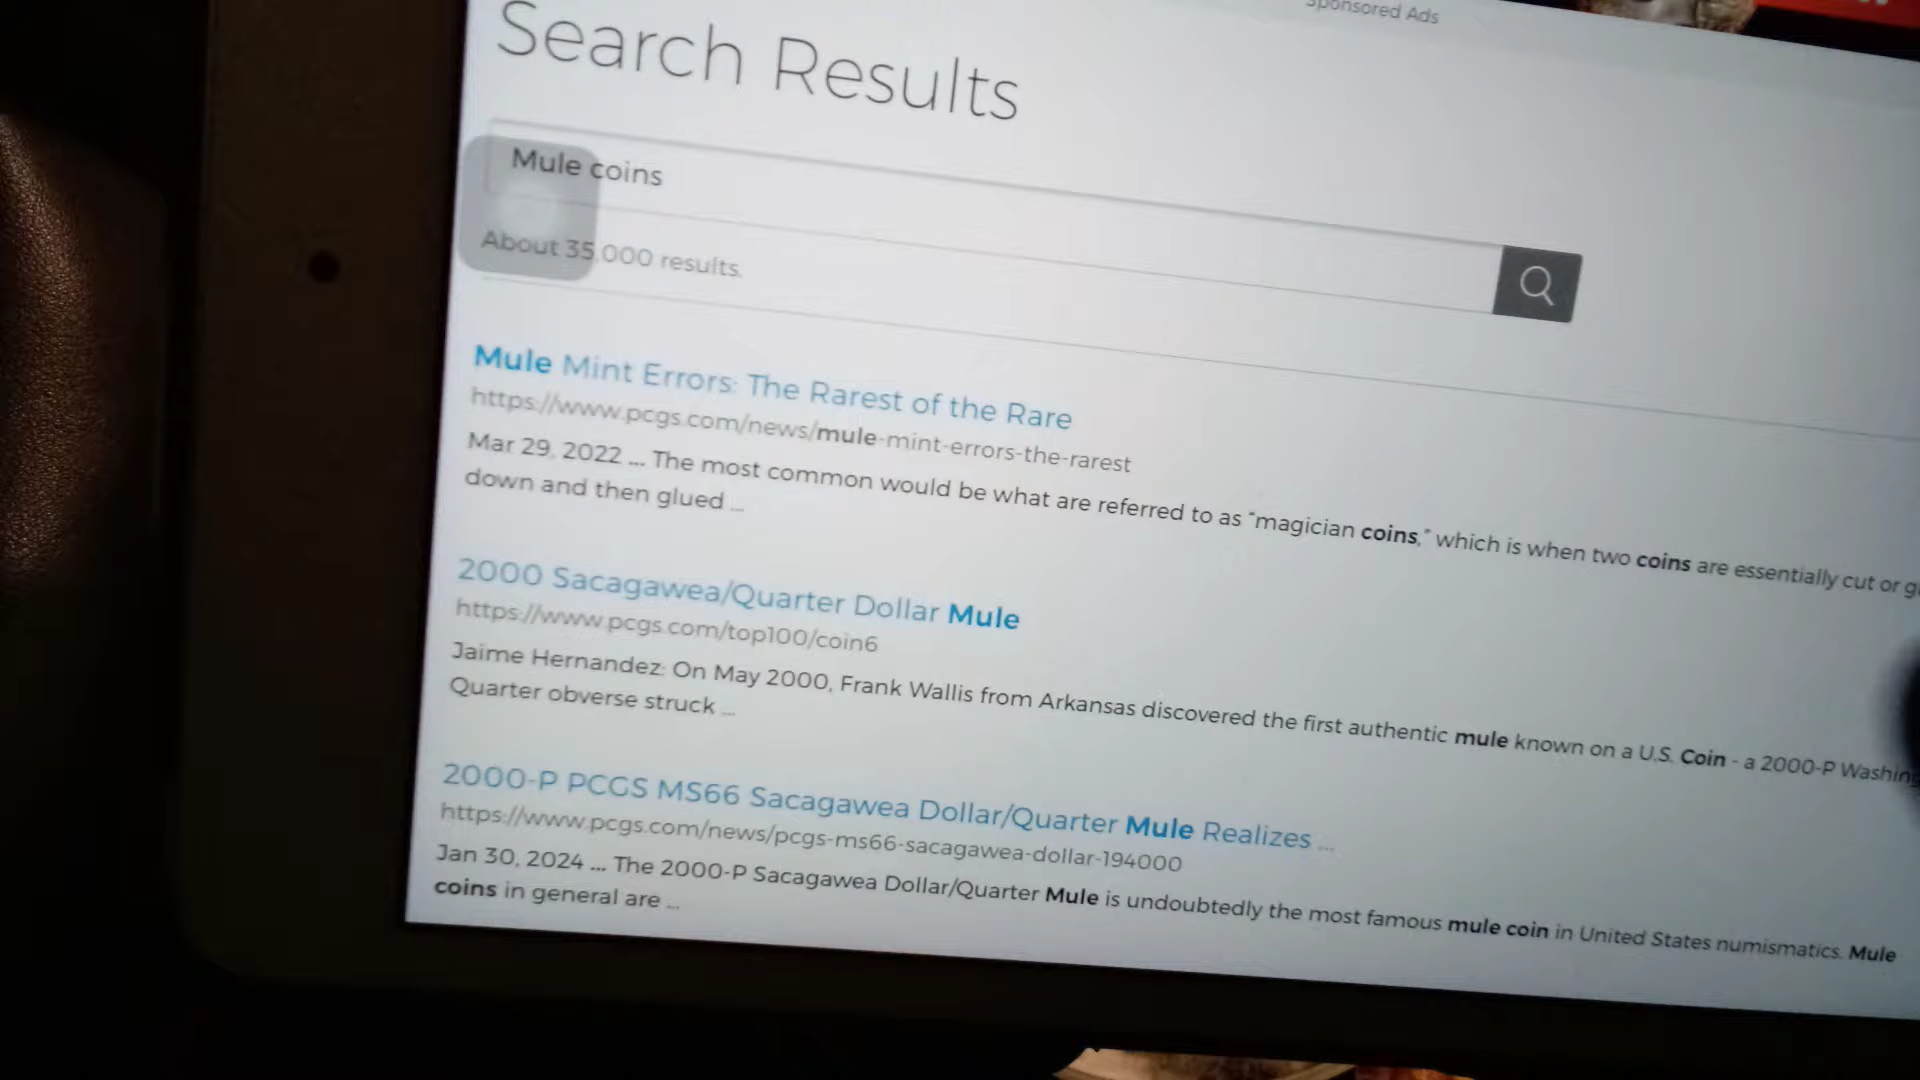 Sponsored Ads
Search Results
Mule coins
About 35,000 results.
Mule Mint Errors: The Rarest of the Rare
https://www.pcgs.com/news/mule-mint-errors-the-rarest
Mar 29, 2022 ... The most common would be what are referred to as "magician coins," which is when two coins are essentially cut or
down and then glued ...
2000 Sacagawea/Quarter Dollar Mule
https://www.pcgs.com/top100/coin6
Jaime Hernandez: On May 2000, Frank Wallis from Arkansas discovered the first authentic mule known on a U.S. Coin - a 2000-P
Quarter obverse struck ...
2000-P PCGS MS66 Sacagawea Dollar/Quarter Mule Realizes ...
https://www.pcgs.com/news/pcgs-ms66-sacagawea-dollar-194000
Jan 30, 2024 ... The 2000-P Sacagawea Dollar/Quarter Mule is undoubtedly the most famous mule coin in United States numismatics. Mule
coins in general are ...